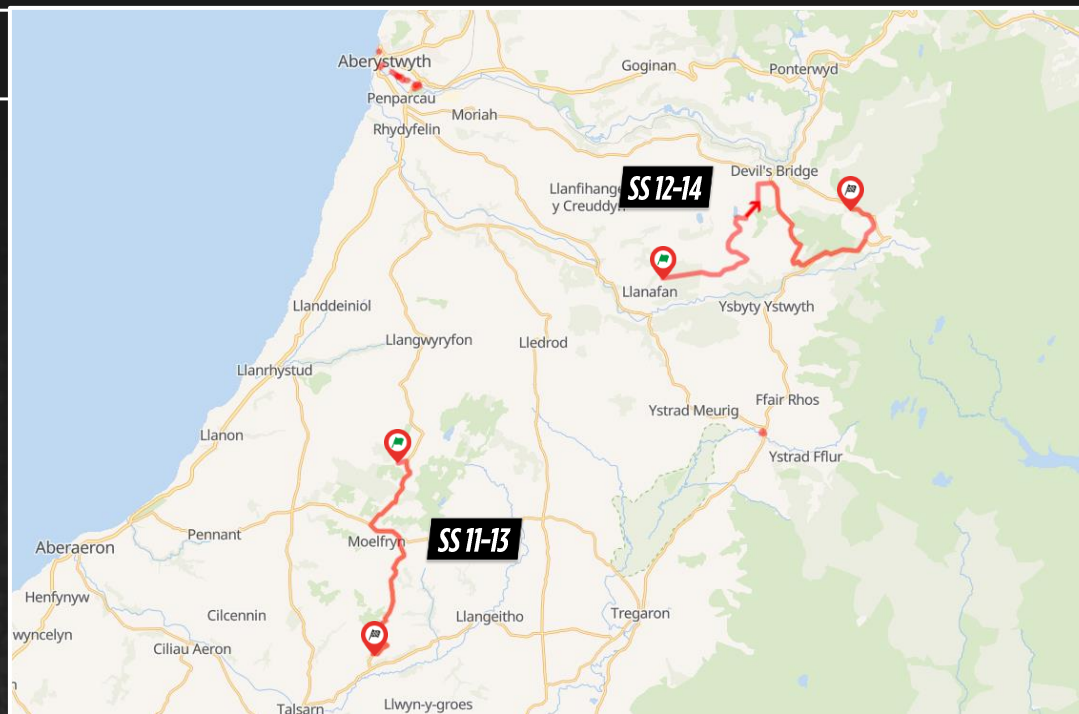 Aberystwyth
Goginan
Ponterwyd
Penparcau
Moriah
Rhydyfelin
Devil's Bridge
SS 12-14
y Creuddyn
Llanafan
Ysbyty Ystwyth
Llanddeiniol
Llangwyryfon
Lledrod
Llanrhystud
Ffair Rhos
Ystrad Meurig
Llanon
Ystrad Fflur
SS 11-13
Pennant
Moelfryn
Aberaeron
Henfynyw
Cilcennin
Llangeitho
Tregaron
wyncelyn
Ciliau Aeron
Talsarn
Llwyn-y-groes